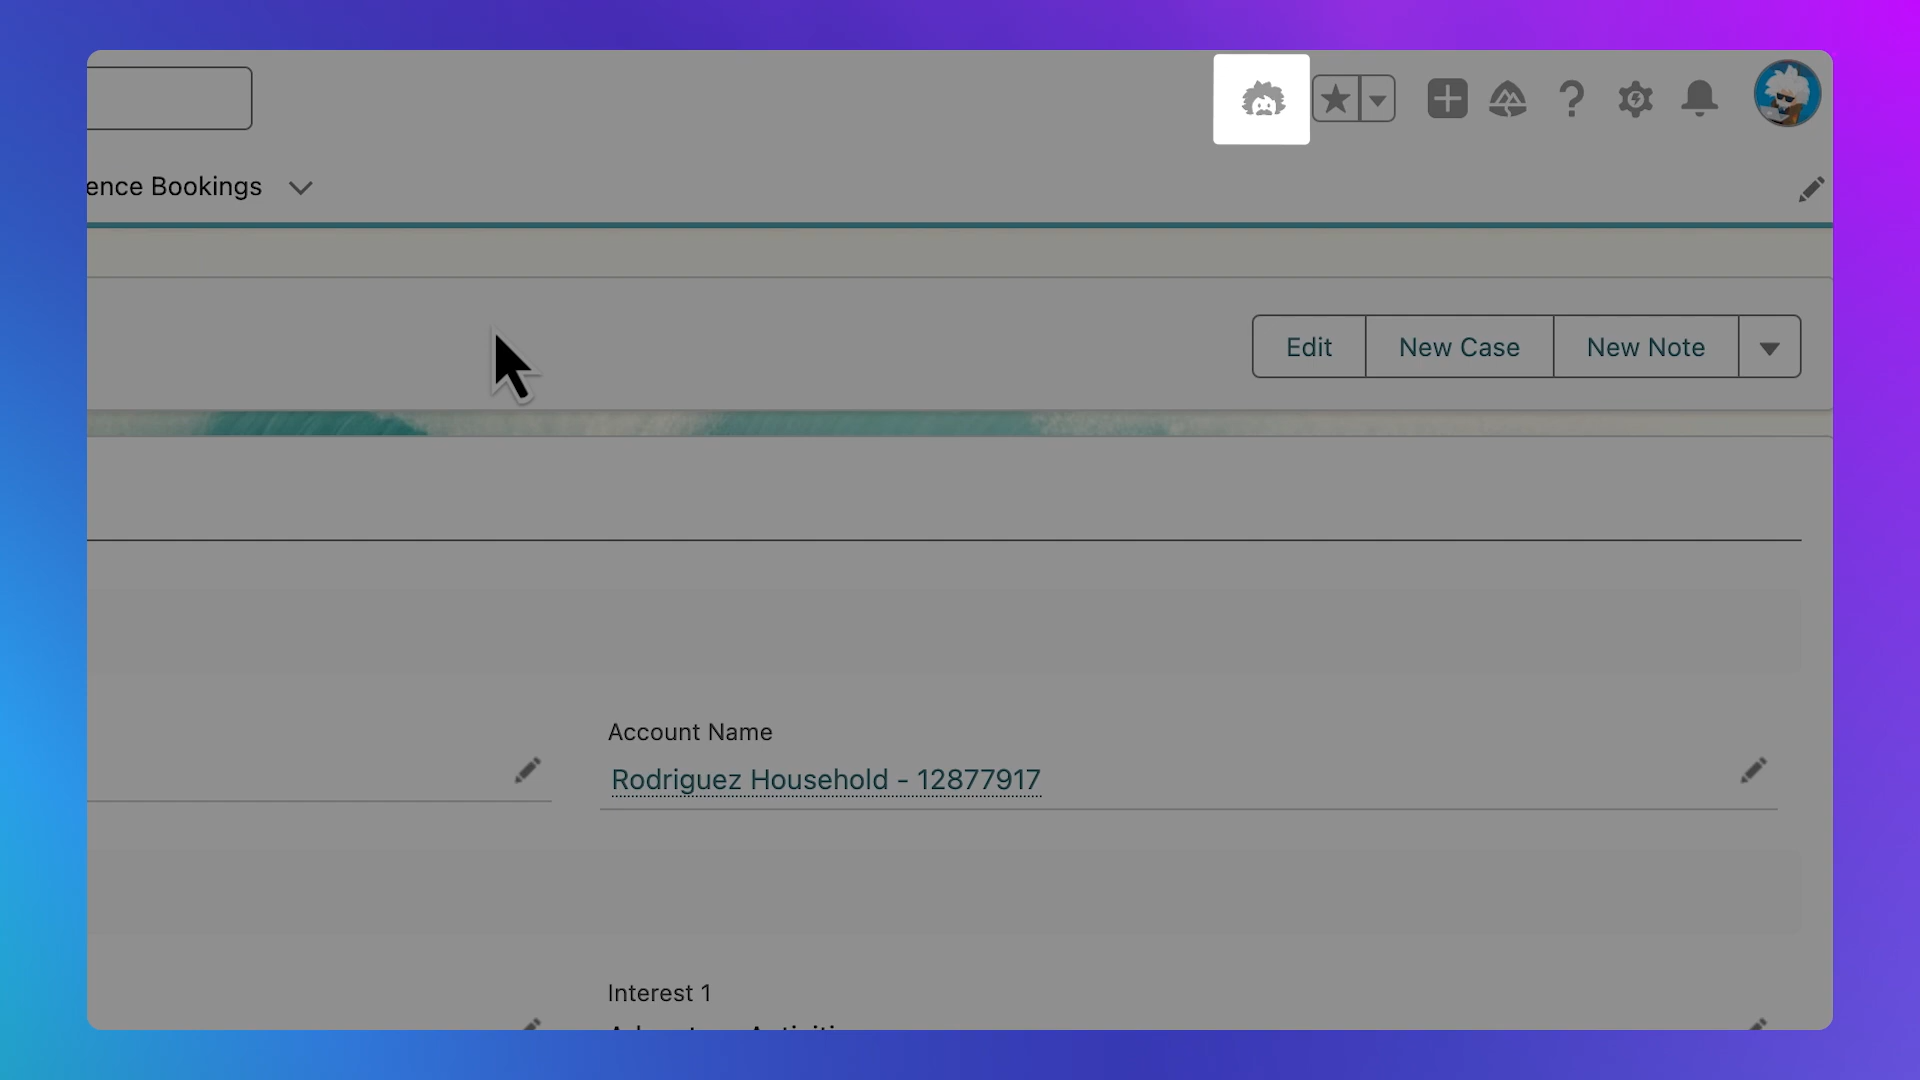 ence Bookings
Edit
New Case
New Note
Account Name
Rodriguez Household - 12877917
Interest 1